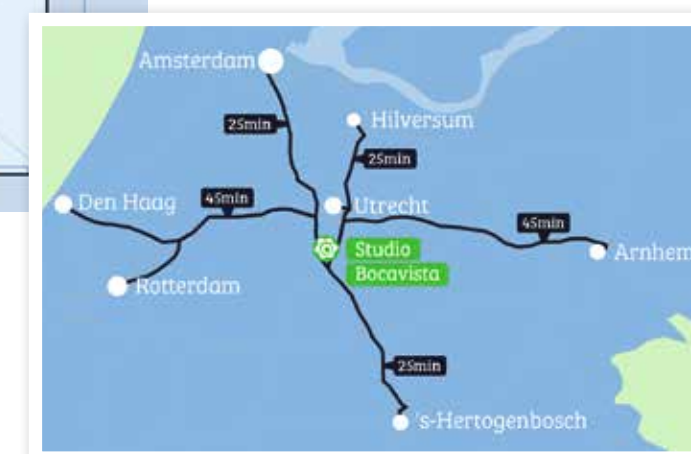 Amsterdam
25min
Hilversum
25min
Den Haag
45min
Utrecht
45min
Studio
Bocavista
Arnhem
Rotterdam
25min
's-Hertogenbosch